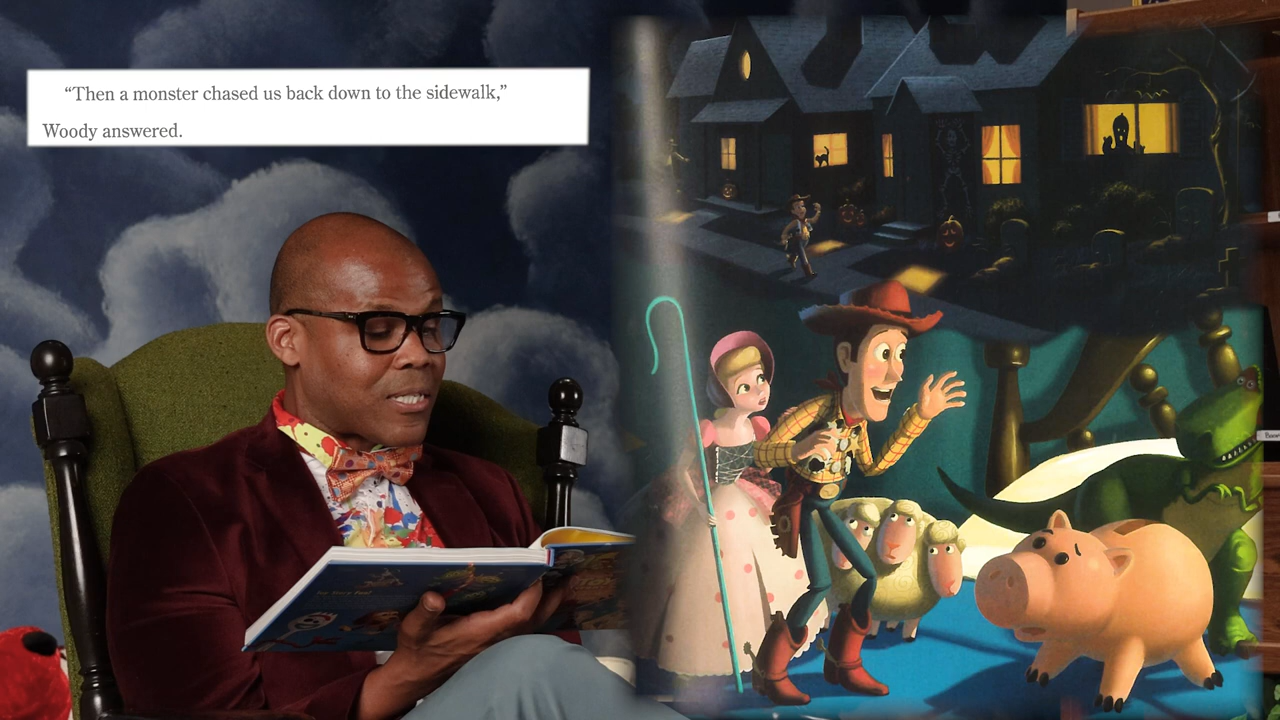 “Then a monster chased us back down to the sidewalk,”
Woody answered.